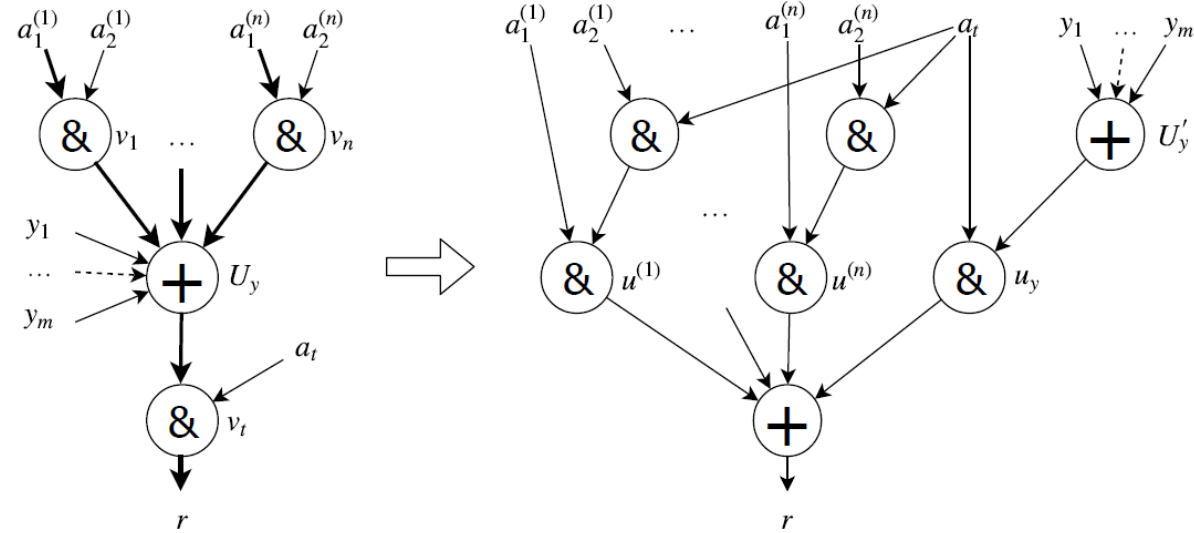 a_1^{(1)} a_2^{(1)} a_1^{(n)} a_2^{(n)}
& v_1 … & v_n
y_1
… + U_y
y_m
a_t
& v_t
r
a_1^{(1)} a_2^{(1)} … a_1^{(n)} a_2^{(n)} a_t y_1 … y_m
& & + U'_y
…
& u^{(1)} & u^{(n)} & u_y
+
r